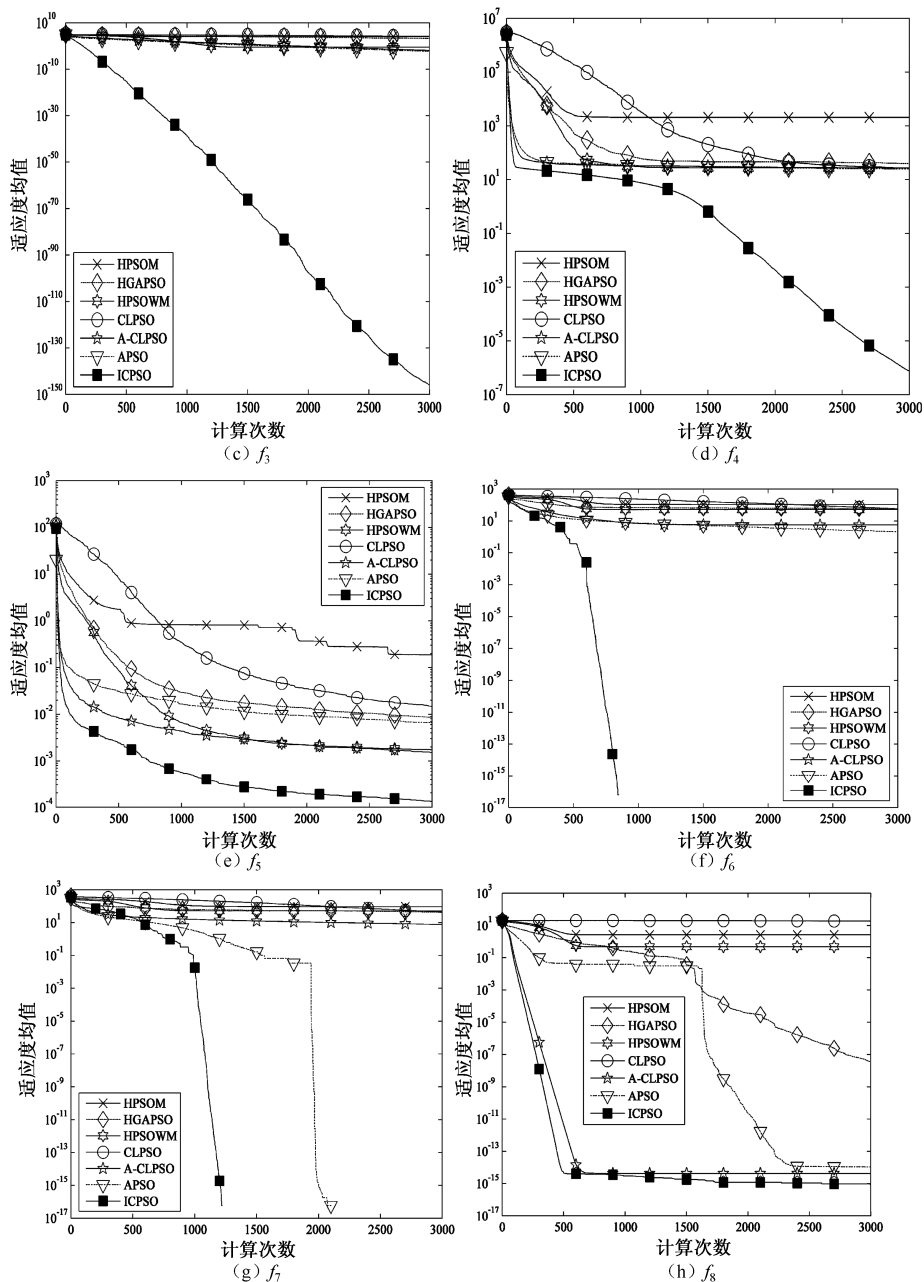 10^10
10^-10
10^-30
10^-50
10^-70
10^-90
10^-110
10^-130
10^-150
适应度均值
HPSOM
HGAPSO
HPSOWM
CLPSO
A-CLPSO
APSO
ICPSO
0 500 1000 1500 2000 2500 3000
计算次数
(c) f3
10^7
10^5
10^3
10^1
10^-1
10^-3
10^-5
10^-7
适应度均值
HPSOM
HGAPSO
HPSOWM
CLPSO
A-CLPSO
APSO
ICPSO
0 500 1000 1500 2000 2500 3000
计算次数
(d) f4
10^3
10^2
10^1
10^0
10^-1
10^-2
10^-3
10^-4
适应度均值
HPSOM
HGAPSO
HPSOWM
CLPSO
A-CLPSO
APSO
ICPSO
0 500 1000 1500 2000 2500 3000
计算次数
(e) f5
10^3
10^1
10^-1
10^-3
10^-5
10^-7
10^-9
10^-11
10^-13
10^-15
10^-17
适应度均值
HPSOM
HGAPSO
HPSOWM
CLPSO
A-CLPSO
APSO
ICPSO
0 500 1000 1500 2000 2500 3000
计算次数
(f) f6
10^3
10^1
10^-1
10^-3
10^-5
10^-7
10^-9
10^-11
10^-13
10^-15
10^-17
适应度均值
HPSOM
HGAPSO
HPSOWM
CLPSO
A-CLPSO
APSO
ICPSO
0 500 1000 1500 2000 2500 3000
计算次数
(g) f7
10^3
10^1
10^-1
10^-3
10^-5
10^-7
10^-9
10^-11
10^-13
10^-15
10^-17
适应度均值
HPSOM
HGAPSO
HPSOWM
CLPSO
A-CLPSO
APSO
ICPSO
0 500 1000 1500 2000 2500 3000
计算次数
(h) f8